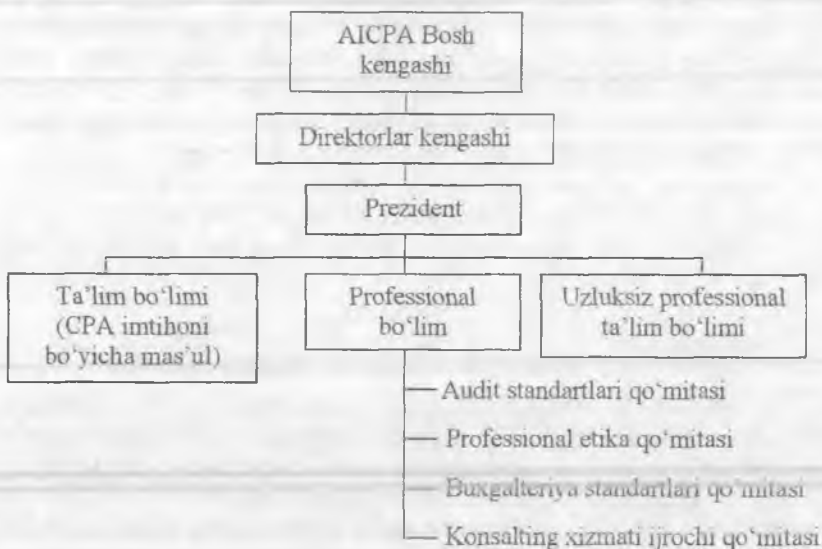 AICPA Bosh
kengashi
Direktorlar kengashi
Prezident
Ta’lim bo‘limi
(CPA imtihoni
bo‘yicha mas’ul)
Professional
bo‘lim
Uzluksiz professional
ta’lim bo‘limi
Audit standartlari qo‘mitasi
Professional etika qo‘mitasi
Buxgalteriya standartlari qo‘mitasi
Konsalting xizmati ijrochi qo‘mitasi